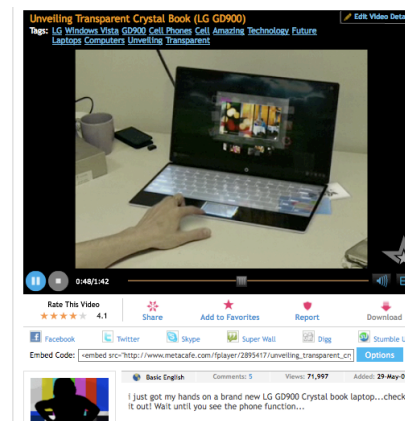 Unveiling Transparent Crystal Book (LG GD900)
Edit Video Deta
Tags: LG Windows Vista GD900 Cell Phones Cell Amazing Technology Future
Laptops Computers Unveiling Transparent
0:48/1:42
Rate This Video
4.1
Share
Add to Favorites
Report
Download
Facebook
Twitter
Skype
Super Wall
Digg
Stumble U
Embed Code: <embed src="http://www.metacafe.com/fplayer/2895417/unveiling_transparent_cr
Options
Basic English
Comments: 5
Views: 71,997
Added: 29-May-0
i just got my hands on a brand new LG GD900 Crystal book laptop...check
it out! Wait until you see the phone function...